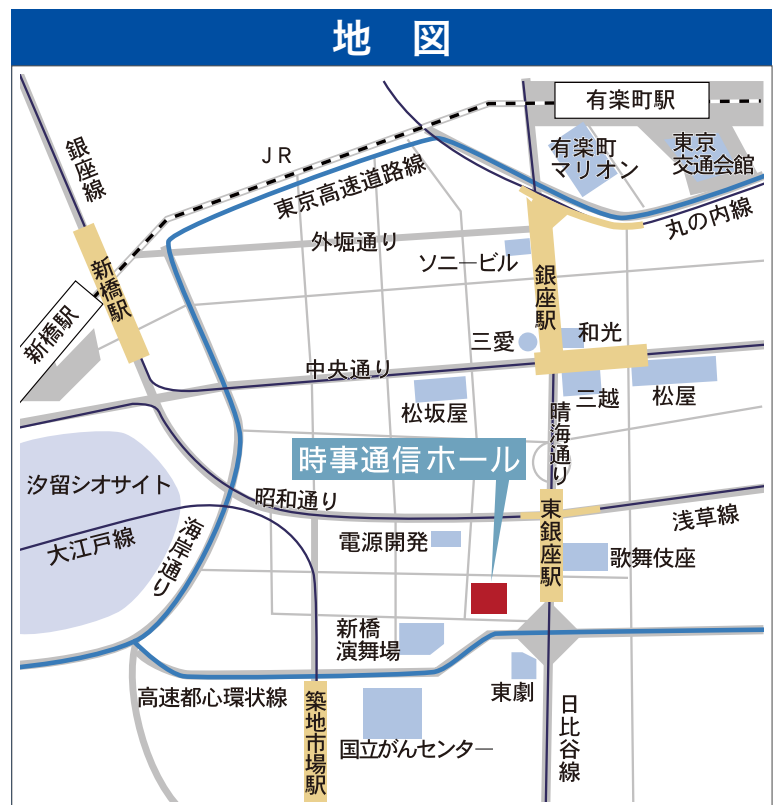 地 図
有楽町駅
銀座線
JR
有楽町
マリオン
東京
交通会館
東京高速道路線
丸の内線
外堀通り
ソニービル
新橋駅
銀座駅
新橋駅
三愛
和光
中央通り
松坂屋
三越
松屋
晴海通り
時事通信ホール
汐留シオサイト
昭和通り
浅草線
大江戸線
海岸通り
電源開発
東銀座駅
歌舞伎座
新橋
演舞場
東劇
高速都心環状線
築地市場駅
国立がんセンター
日比谷線